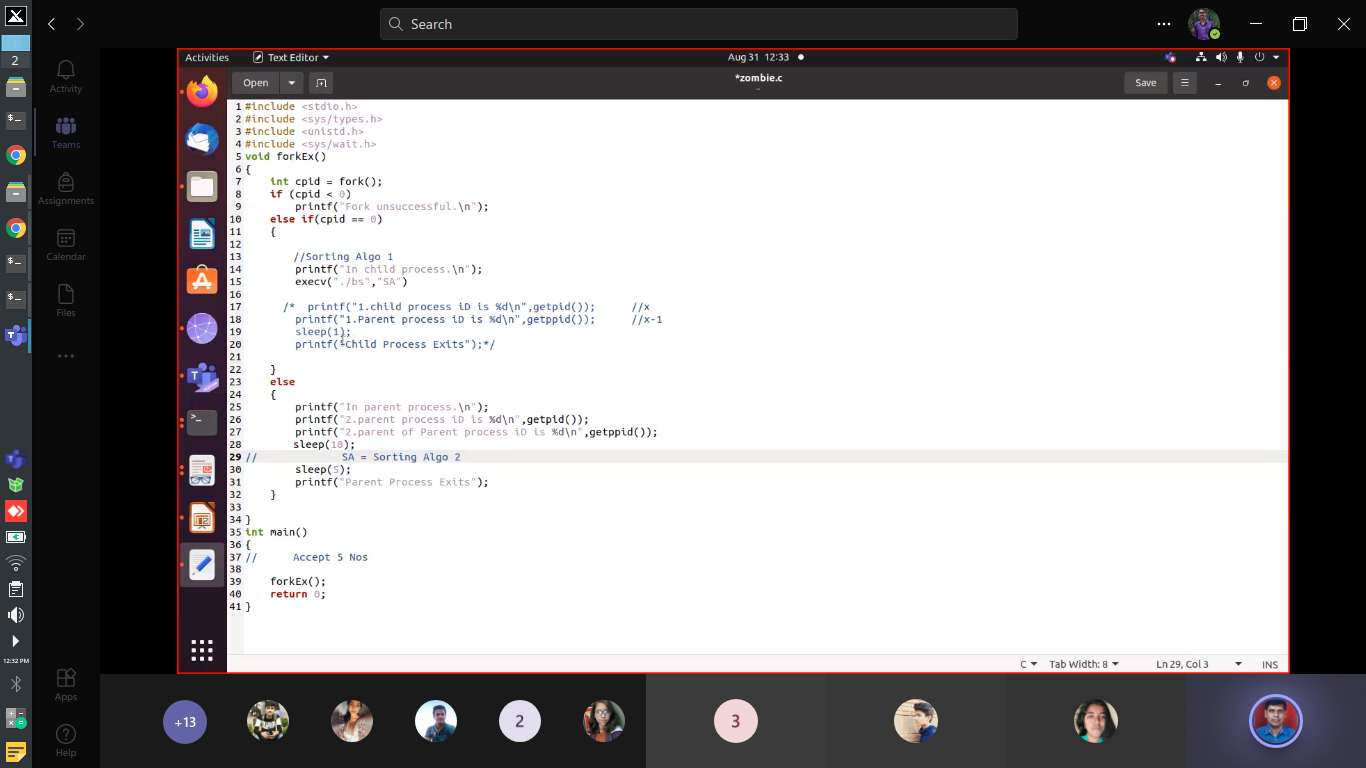 Search
2
Activity
Teams
Assignments
Calendar
Files
Apps
Help
12:32 PM
Activities
Text Editor
Aug 31 12:33
Open
*zombie.c
~
Save
1 #include <stdio.h>
2 #include <sys/types.h>
3 #include <unistd.h>
4 #include <sys/wait.h>
5 void forkEx()
6 {
7 int cpid = fork();
8 if (cpid < 0)
9 printf("Fork unsuccessful.\n");
10 else if(cpid == 0)
11 {
12
13 //Sorting Algo 1
14 printf("In child process.\n");
15 execv("./bs","SA")
16
17 /* printf("1.child process iD is %d\n",getpid()); //x
18 printf("1.Parent process iD is %d\n",getppid()); //x-1
19 sleep(1);
20 printf("Child Process Exits");*/
21
22 }
23 else
24 {
25 printf("In parent process.\n");
26 printf("2.parent process iD is %d\n",getpid());
27 printf("2.parent of Parent process iD is %d\n",getppid());
28 sleep(10);
29 // SA = Sorting Algo 2
30 sleep(5);
31 printf("Parent Process Exits");
32 }
33
34 }
35 int main()
36 {
37 // Accept 5 Nos
38
39 forkEx();
40 return 0;
41 }
C
Tab Width: 8
Ln 29, Col 3
INS
+13
2
3